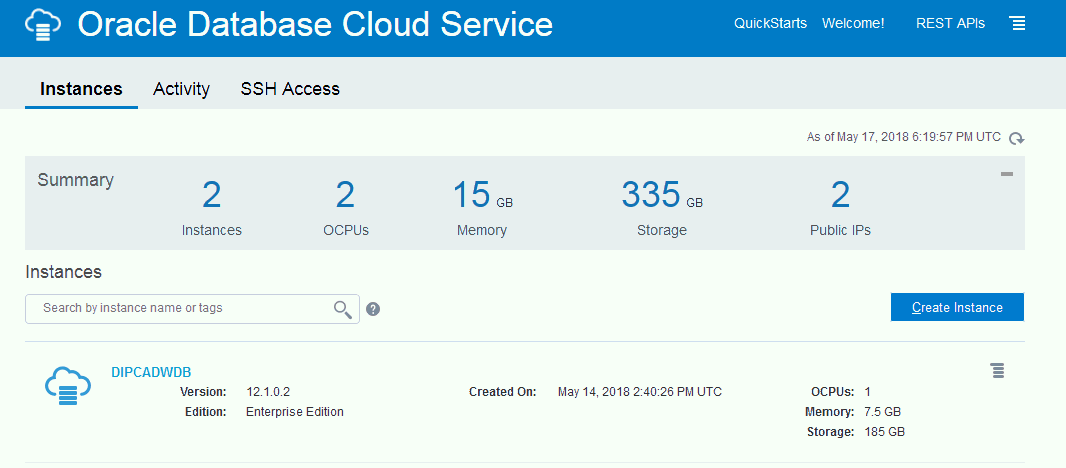 Oracle Database Cloud Service
QuickStarts Welcome! REST APIs
Instances Activity SSH Access
As of May 17, 2018 6:19:57 PM UTC
Summary
2 2 15 GB 335 GB 2
Instances OCPUs Memory Storage Public IPs
Instances
Search by instance name or tags
?
Create Instance
DIPCADWDB
Version: 12.1.0.2 Created On: May 14, 2018 2:40:26 PM UTC OCPUs: 1
Edition: Enterprise Edition Memory: 7.5 GB
Storage: 185 GB